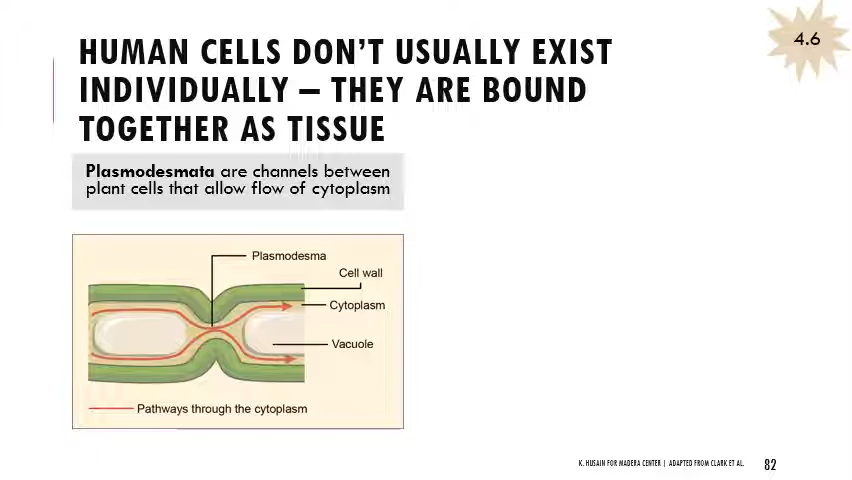 4.6
HUMAN CELLS DON'T USUALLY EXIST
INDIVIDUALLY – THEY ARE BOUND
TOGETHER AS TISSUE
Plasmodesmata are channels between
plant cells that allow flow of cytoplasm
Plasmodesma
Cell wall
Cytoplasm
Vacuole
Pathways through the cytoplasm
K. HUSAIN FOR MADERA CENTER | ADAPTED FROM CLARK ET AL.
82